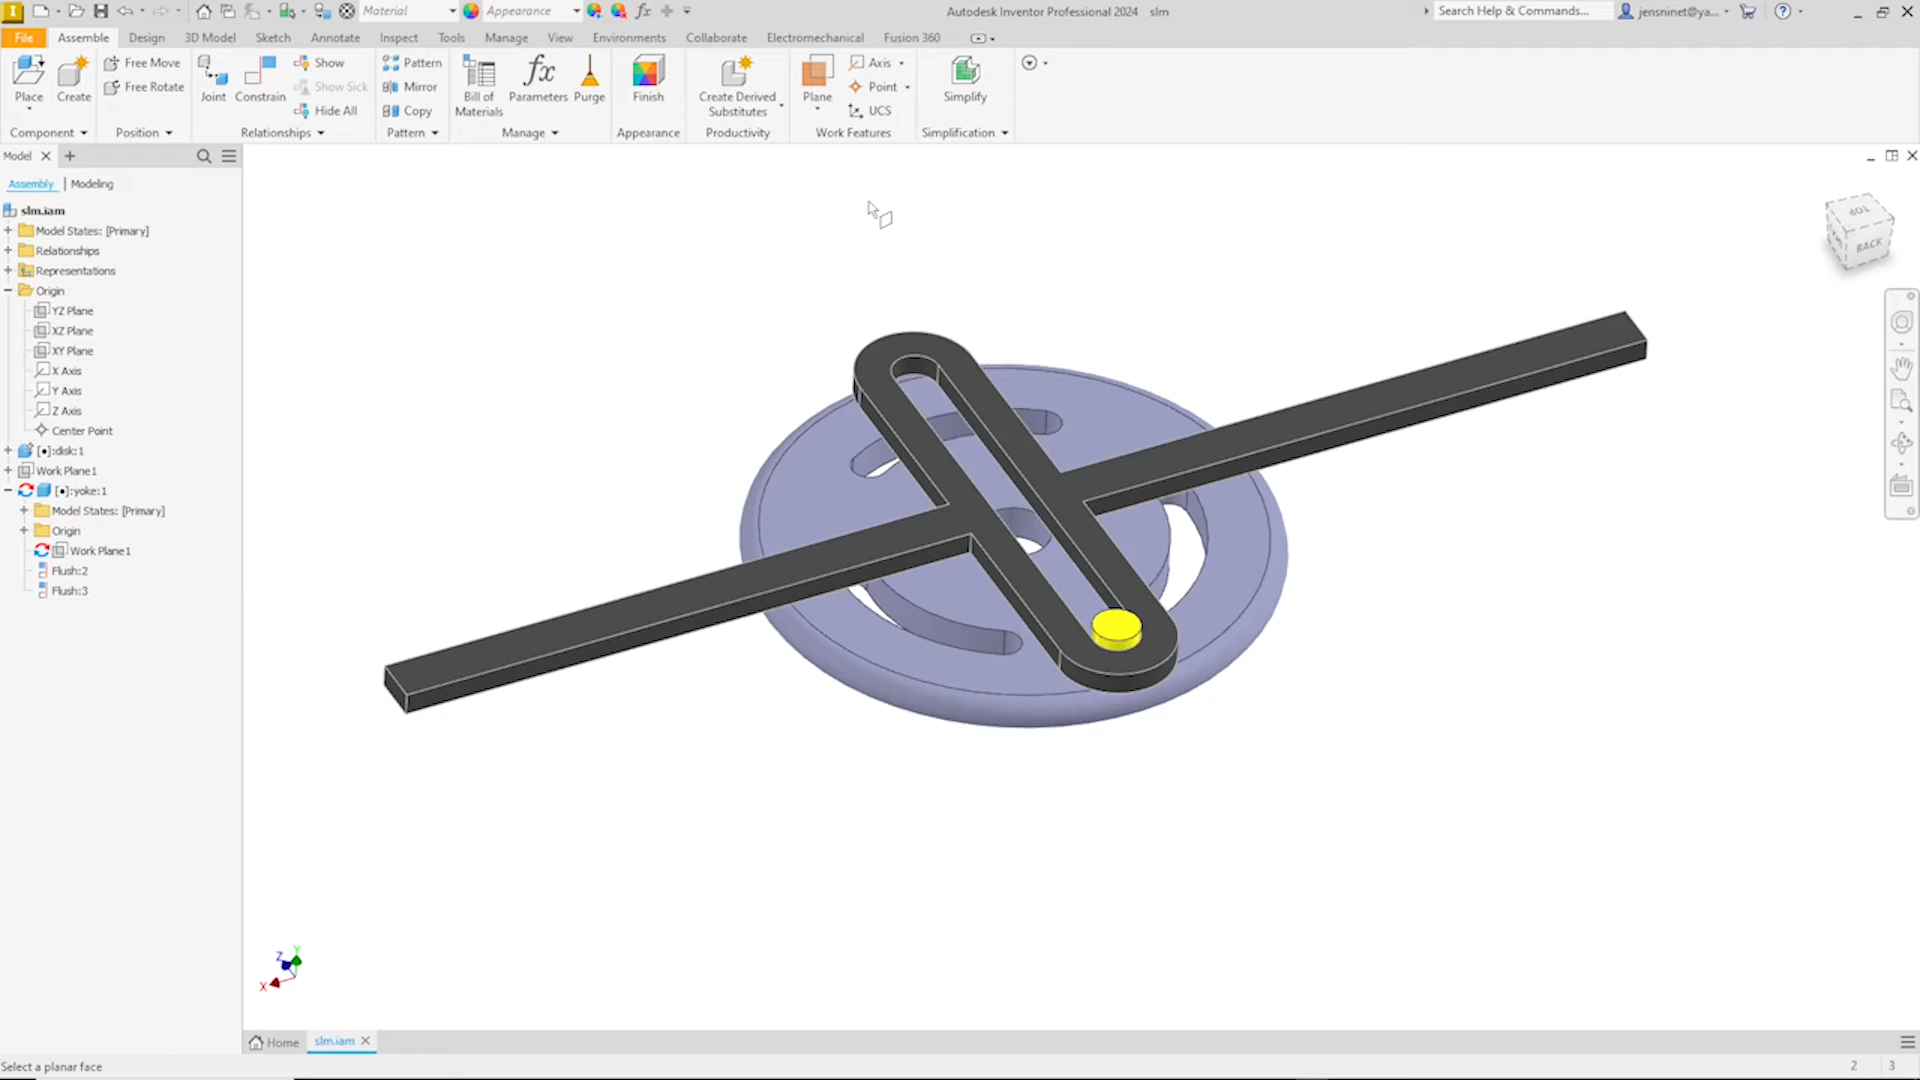 Material
Appearance
Autodesk Inventor Professional 2024 slm
Search Help & Commands...
jensninet@ya...
File
Assemble
Design
3D Model
Sketch
Annotate
Inspect
Tools
Manage
View
Environments
Collaborate
Electromechanical
Fusion 360
Place
Create
Free Move
Free Rotate
Joint
Constrain
Show
Show Sick
Hide All
Pattern
Mirror
Copy
Bill of
Materials
Parameters
Purge
Finish
Create Derived
Substitutes
Plane
Axis
Point
UCS
Simplify
Component
Position
Relationships
Pattern
Manage
Appearance
Productivity
Work Features
Simplification
Model
Assembly | Modeling
slm.iam
Model States: [Primary]
Relationships
Representations
Origin
YZ Plane
XZ Plane
XY Plane
X Axis
Y Axis
Z Axis
Center Point
[•]:disk:1
Work Plane1
[•]:yoke:1
Model States: [Primary]
Origin
Work Plane1
Flush:2
Flush:3
TOP
BACK
Z
Y
X
Home
slm.iam
Select a planar face
2
3